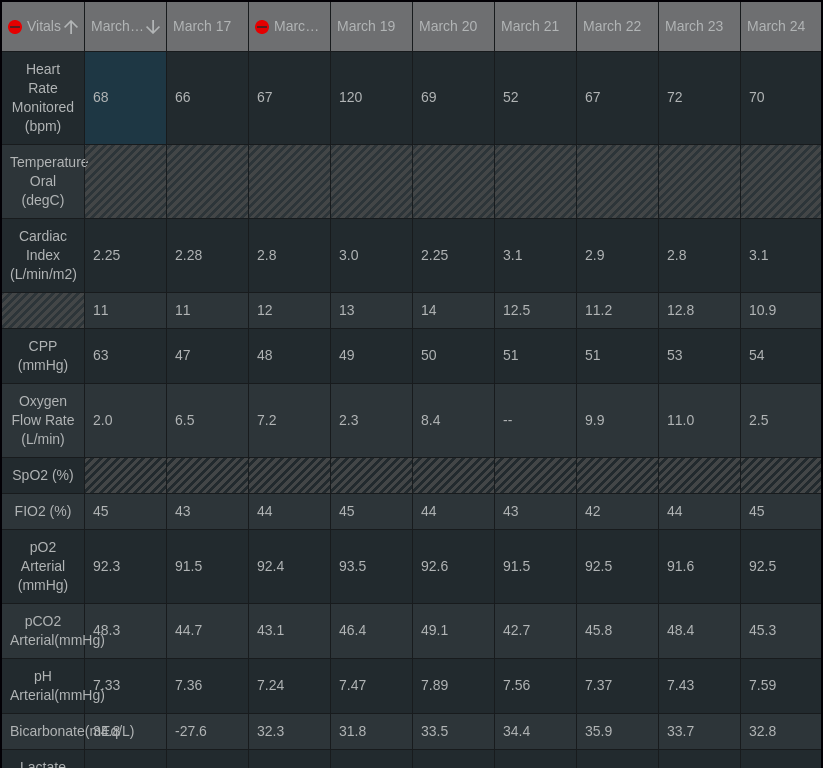 Vitals March… March 17 Marc… March 19 March 20 March 21 March 22 March 23 March 24
Heart
Rate
Monitored
(bpm)
68 66 67 120 69 52 67 72 70
Temperature
Oral
(degC)
Cardiac
Index
(L/min/m2)
2.25 2.28 2.8 3.0 2.25 3.1 2.9 2.8 3.1
11 11 12 13 14 12.5 11.2 12.8 10.9
CPP
(mmHg)
63 47 48 49 50 51 51 53 54
Oxygen
Flow Rate
(L/min)
2.0 6.5 7.2 2.3 8.4 -- 9.9 11.0 2.5
SpO2 (%)
FIO2 (%) 45 43 44 45 44 43 42 44 45
pO2
Arterial
(mmHg)
92.3 91.5 92.4 93.5 92.6 91.5 92.5 91.6 92.5
pCO2
Arterial(mmHg)
48.3 44.7 43.1 46.4 49.1 42.7 45.8 48.4 45.3
pH
Arterial(mmHg)
7.33 7.36 7.24 7.47 7.89 7.56 7.37 7.43 7.59
Bicarbonate(mEq/L) -27.6 32.3 31.8 33.5 34.4 35.9 33.7 32.8
Lactate